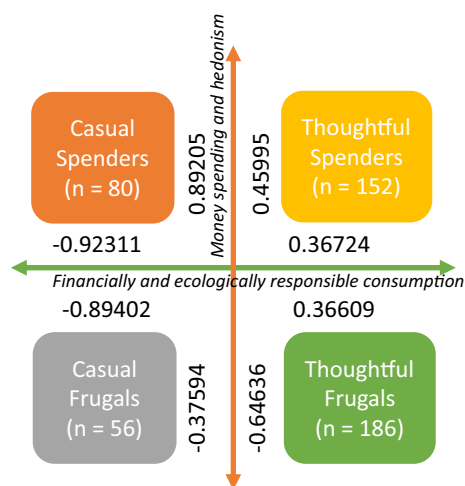 Casual
Spenders
(n = 80)
0.89205
Money spending and hedonism
0.45995
Thoughtful
Spenders
(n = 152)
-0.92311
0.36724
Financially and ecologically responsible consumption
-0.89402
0.36609
Casual
Frugals
(n = 56)
-0.37594
-0.64636
Thoughtful
Frugals
(n = 186)